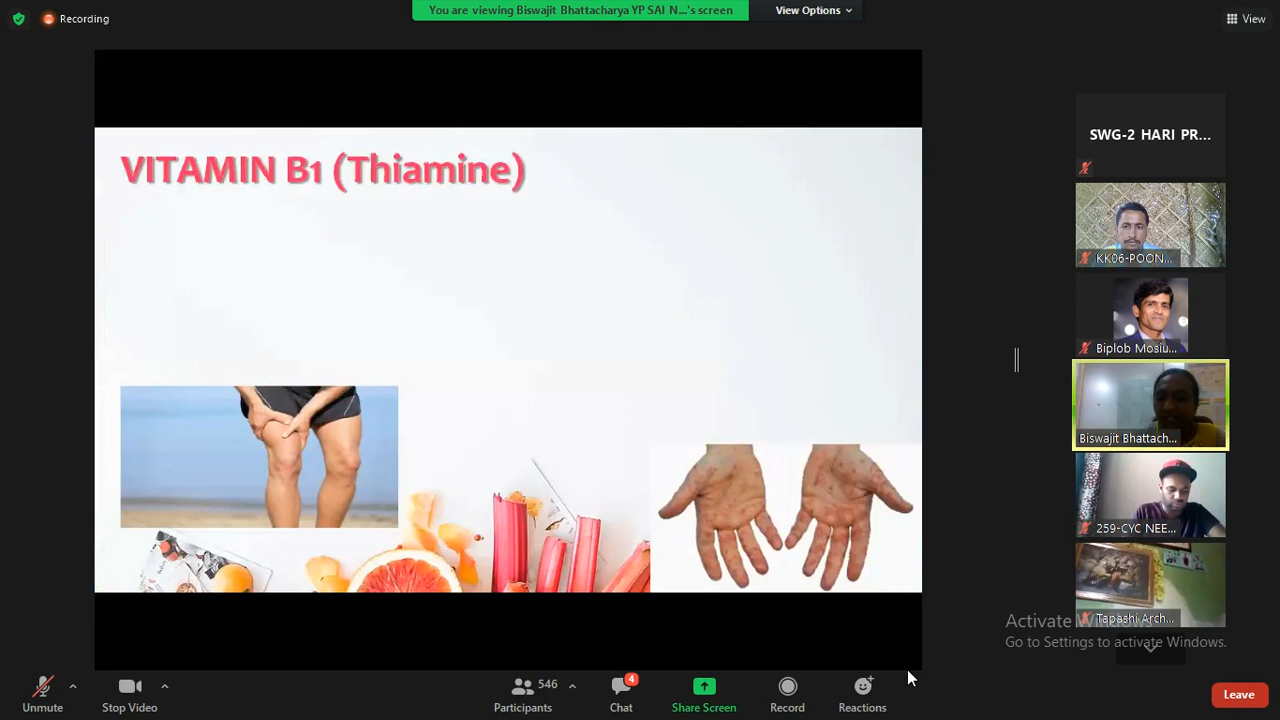 Recording
You are viewing Biswajit Bhattacharya YP SAI N...'s screen
View Options
View
VITAMIN B1 (Thiamine)
SWG-2 HARI PR...
KK06-POON...
Biplob Mosiu...
Biswajit Bhattach...
259-CYC NEE...
Tapashi Arch...
Activate Windows
Go to Settings to activate Windows.
Unmute
Stop Video
546
Participants
4
Chat
Share Screen
Record
Reactions
Leave